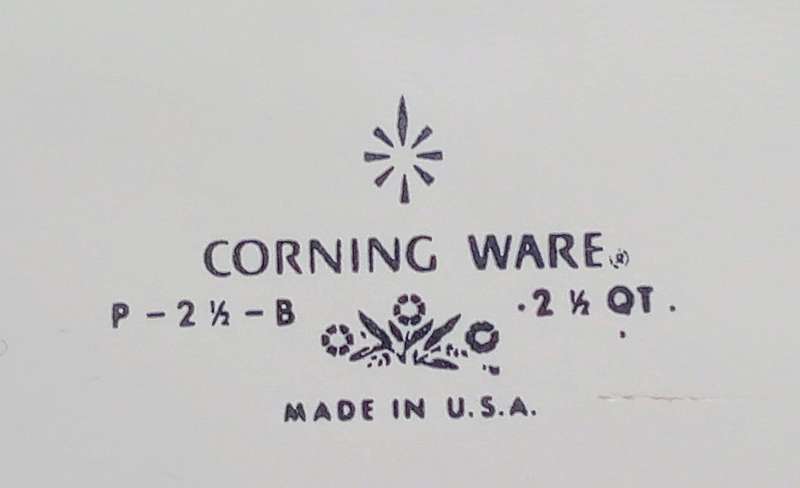 CORNING WARE®
P - 2 ½ - B · 2 ½ QT .
MADE IN U.S.A.